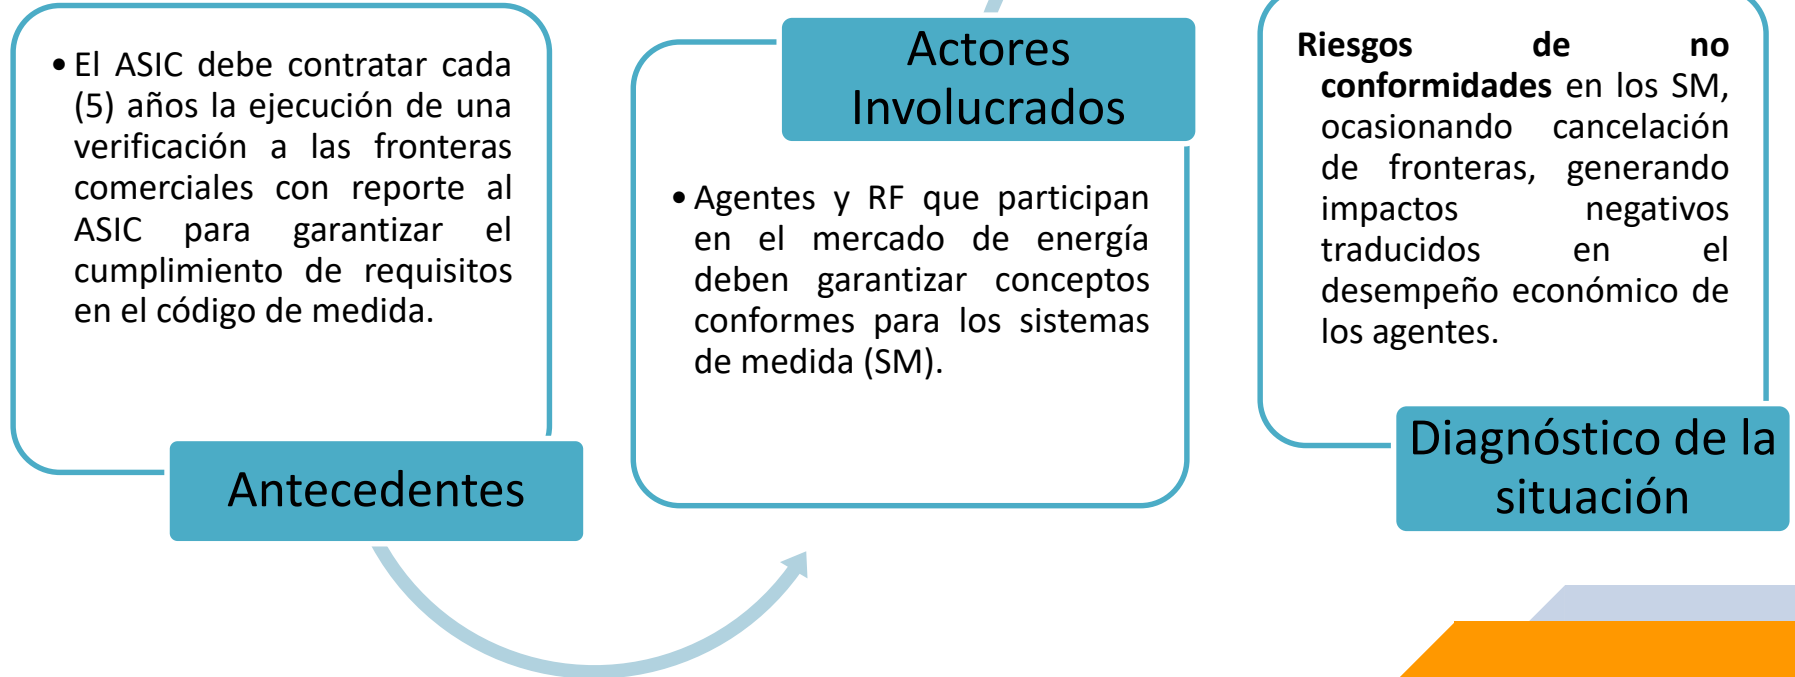 • El ASIC debe contratar cada
(5) años la ejecución de una
verificación a las fronteras
comerciales con reporte al
ASIC para garantizar el
cumplimiento de requisitos
en el código de medida.
Antecedentes
Actores
Involucrados
• Agentes y RF que participan
en el mercado de energía
deben garantizar conceptos
conformes para los sistemas
de medida (SM).
Riesgos de no
conformidades en los SM,
ocasionando cancelación
de fronteras, generando
impactos negativos
traducidos en el
desempeño económico de
los agentes.
Diagnóstico de la
situación